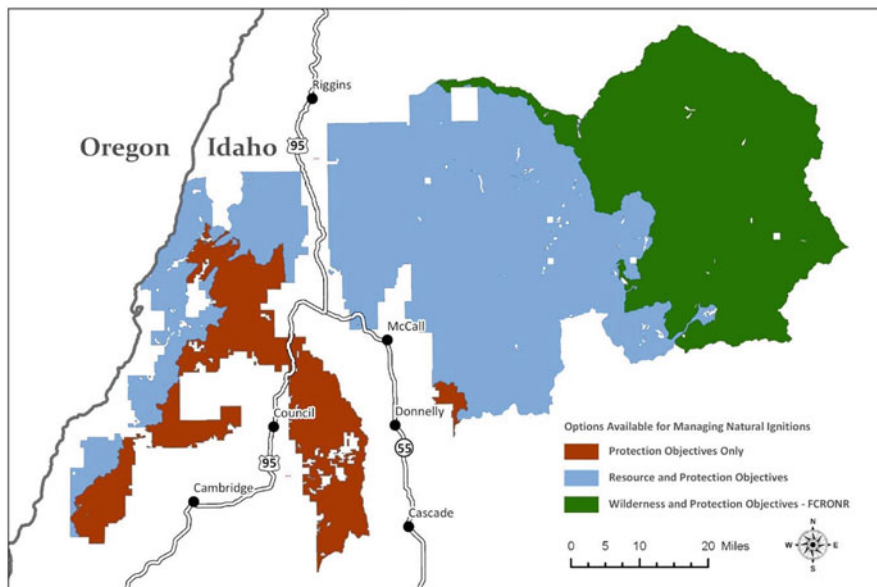 Riggins
Oregon
Idaho
95
McCall
Council
Donnelly
95
55
Cambridge
Cascade
Options Available for Managing Natural Ignitions
Protection Objectives Only
Resource and Protection Objectives
Wilderness and Protection Objectives - FCRONR
0 5 10 20 Miles
N
W E
S